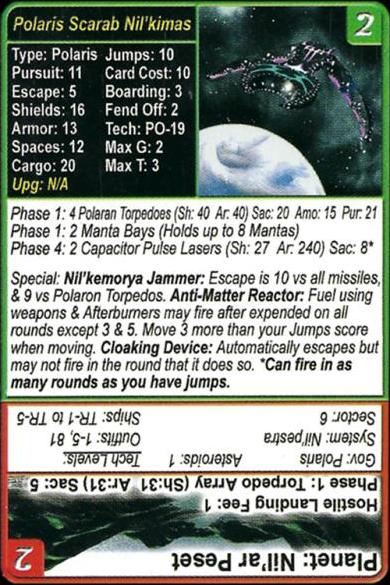 Polaris Scarab Nil'kimas
2
Type: Polaris Jumps: 10
Pursuit: 11 Card Cost: 10
Escape: 5 Boarding: 3
Shields: 16 Fend Off: 2
Armor: 13 Tech: PO-19
Spaces: 12 Max G: 2
Cargo: 20 Max T: 3
Upg: N/A
Phase 1: 4 Polaran Torpedoes (Sh: 40 Ar: 40) Sac: 20 Amo: 15 Pur: 21
Phase 1: 2 Manta Bays (Holds up to 8 Mantas)
Phase 4: 2 Capacitor Pulse Lasers (Sh: 27 Ar: 240) Sac: 8*
Special: Nil'kemorya Jammer: Escape is 10 vs all missiles,
& 9 vs Polaron Torpedos. Anti-Matter Reactor: Fuel using
weapons & Afterburners may fire after expended on all
rounds except 3 & 5. Move 3 more than your Jumps score
when moving. Cloaking Device: Automatically escapes but
may not fire in the round that it does so. *Can fire in as
many rounds as you have jumps.
Planet: Nil'ar Peset
2
Hostile Landing Fee: 1
Phase 1: Torpedo Array (Sh:31 Ar:31) Sac: 5
Gov: Polaris Asteroids: 1 Tech Levels:
System: Nil'pestra Outfits: 1-5, 81
Sector: 6 Ships: TR-1 to TR-5